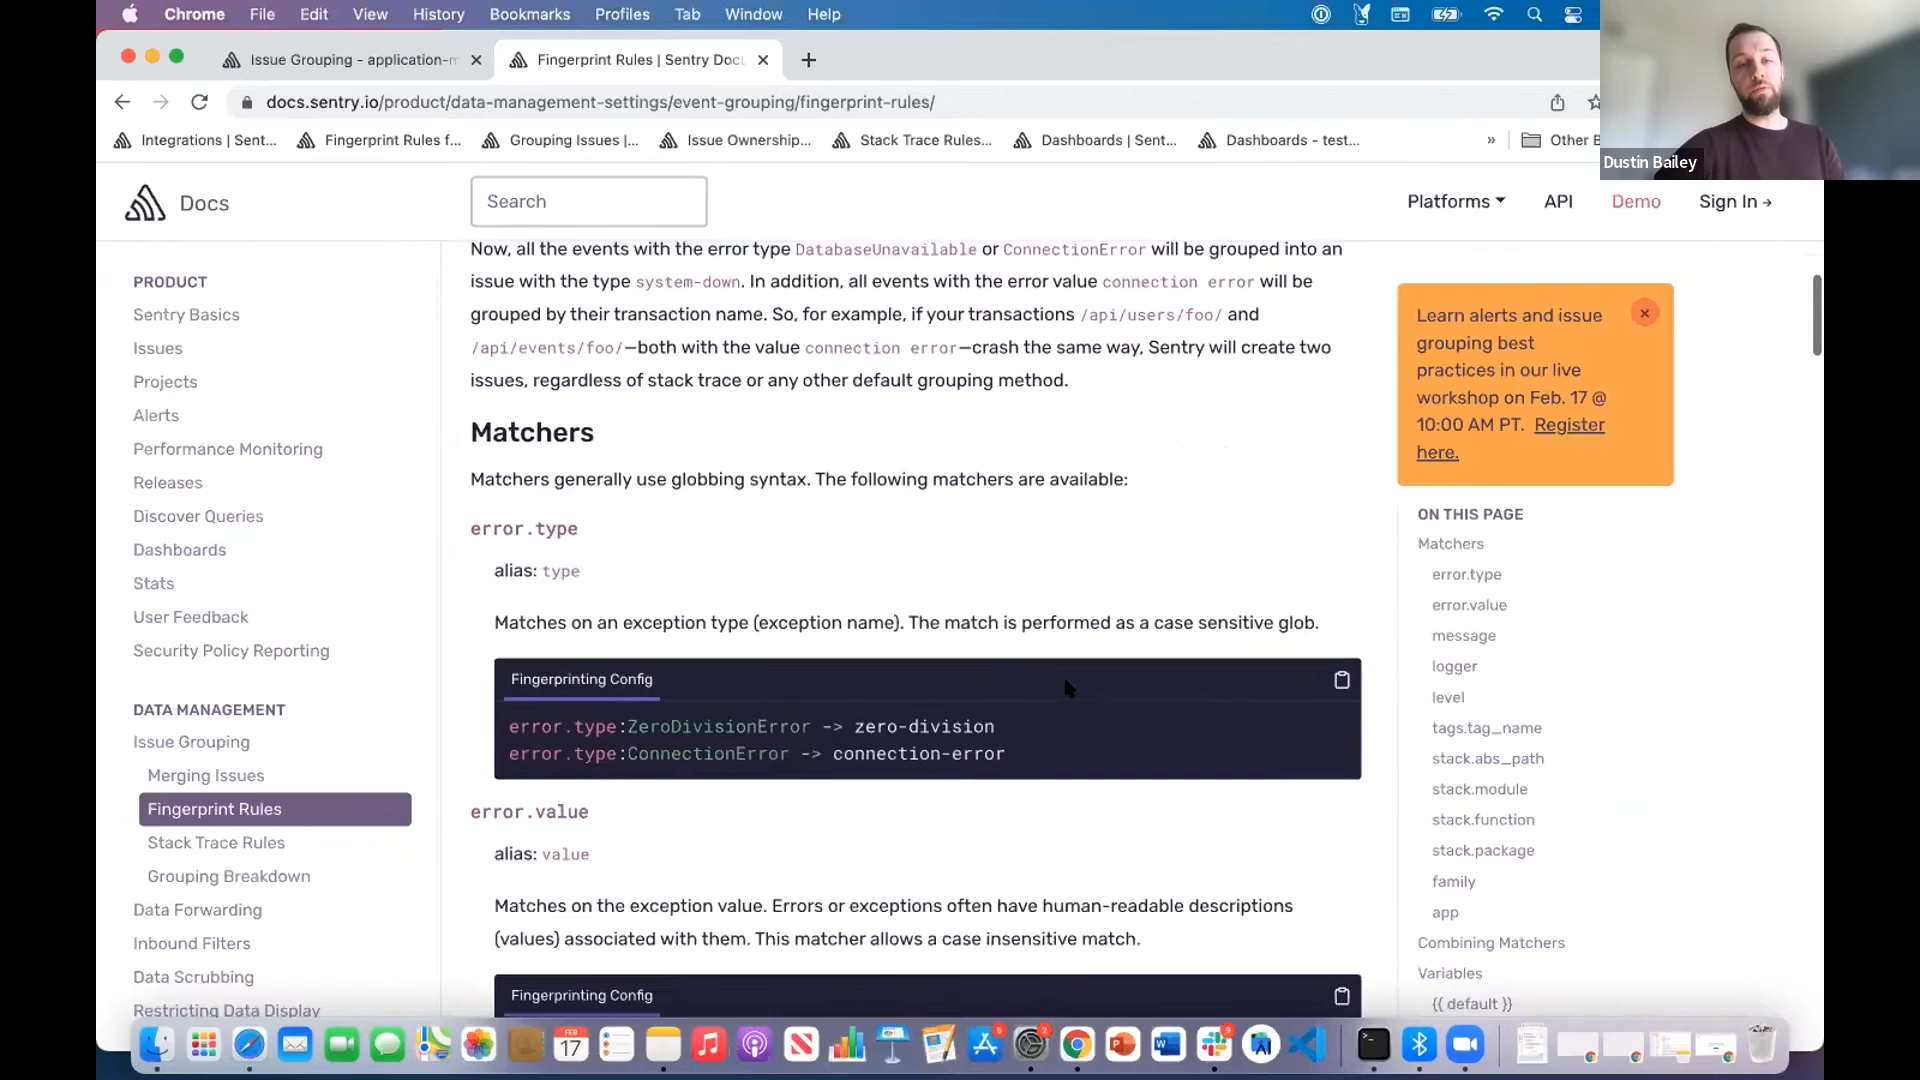 Chrome File Edit View History Bookmarks Profiles Tab Window Help
Issue Grouping - application-m
Fingerprint Rules | Sentry Docu
docs.sentry.io/product/data-management-settings/event-grouping/fingerprint-rules/
Integrations | Sent...
Fingerprint Rules f...
Grouping Issues |...
Issue Ownership...
Stack Trace Rules...
Dashboards | Sent...
Dashboards - test...
»
Other B
Dustin Bailey
Docs
Search
Platforms
API
Demo
Sign In →
PRODUCT
Sentry Basics
Issues
Projects
Alerts
Performance Monitoring
Releases
Discover Queries
Dashboards
Stats
User Feedback
Security Policy Reporting
DATA MANAGEMENT
Issue Grouping
Merging Issues
Fingerprint Rules
Stack Trace Rules
Grouping Breakdown
Data Forwarding
Inbound Filters
Data Scrubbing
Restricting Data Display
Now, all the events with the error type DatabaseUnavailable or ConnectionError will be grouped into an
issue with the type system-down. In addition, all events with the error value connection error will be
grouped by their transaction name. So, for example, if your transactions /api/users/foo/ and
/api/events/foo/—both with the value connection error—crash the same way, Sentry will create two
issues, regardless of stack trace or any other default grouping method.
Matchers
Matchers generally use globbing syntax. The following matchers are available:
error.type
alias: type
Matches on an exception type (exception name). The match is performed as a case sensitive glob.
Fingerprinting Config
error.type:ZeroDivisionError -> zero-division
error.type:ConnectionError -> connection-error
error.value
alias: value
Matches on the exception value. Errors or exceptions often have human-readable descriptions
(values) associated with them. This matcher allows a case insensitive match.
Fingerprinting Config
Learn alerts and issue
grouping best
practices in our live
workshop on Feb. 17 @
10:00 AM PT. Register
here.
ON THIS PAGE
Matchers
error.type
error.value
message
logger
level
tags.tag_name
stack.abs_path
stack.module
stack.function
stack.package
family
app
Combining Matchers
Variables
{{ default }}
FEB
17
5
2
9